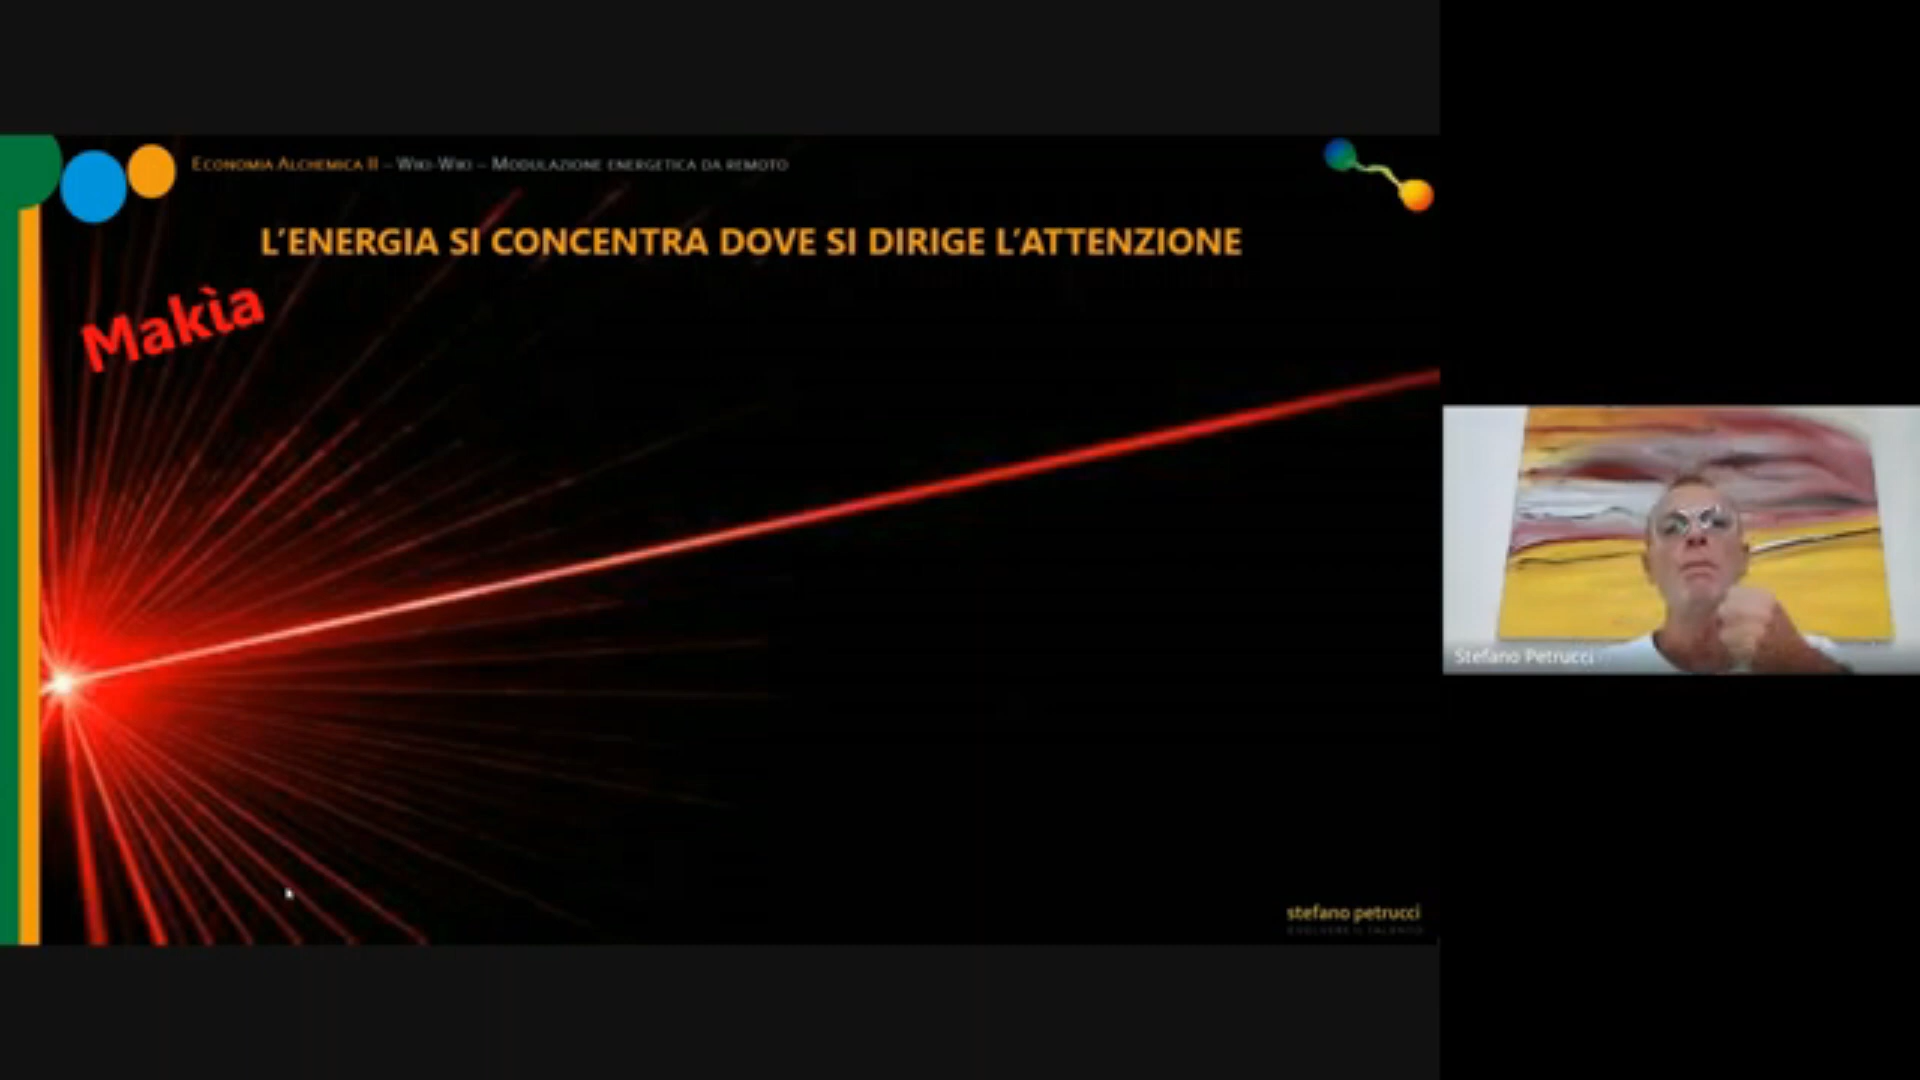 ECONOMIA ALCHEMICA II – WIKI-WIKI – MODULAZIONE ENERGETICA DA REMOTO
L'ENERGIA SI CONCENTRA DOVE SI DIRIGE L'ATTENZIONE
Makìa
Stefano Petrucci
stefano petrucci